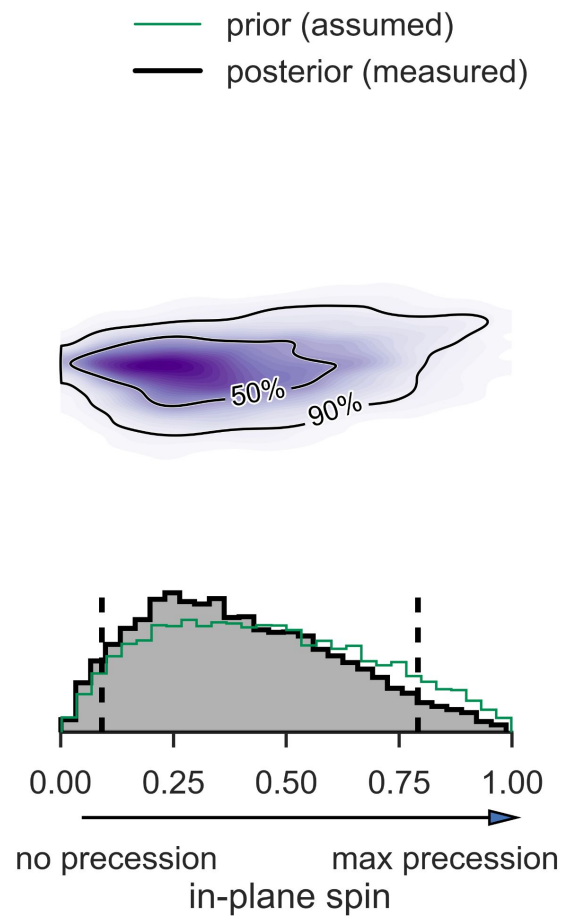 prior (assumed)
posterior (measured)
50%
90%
0.00 0.25 0.50 0.75 1.00
no precession max precession
in-plane spin